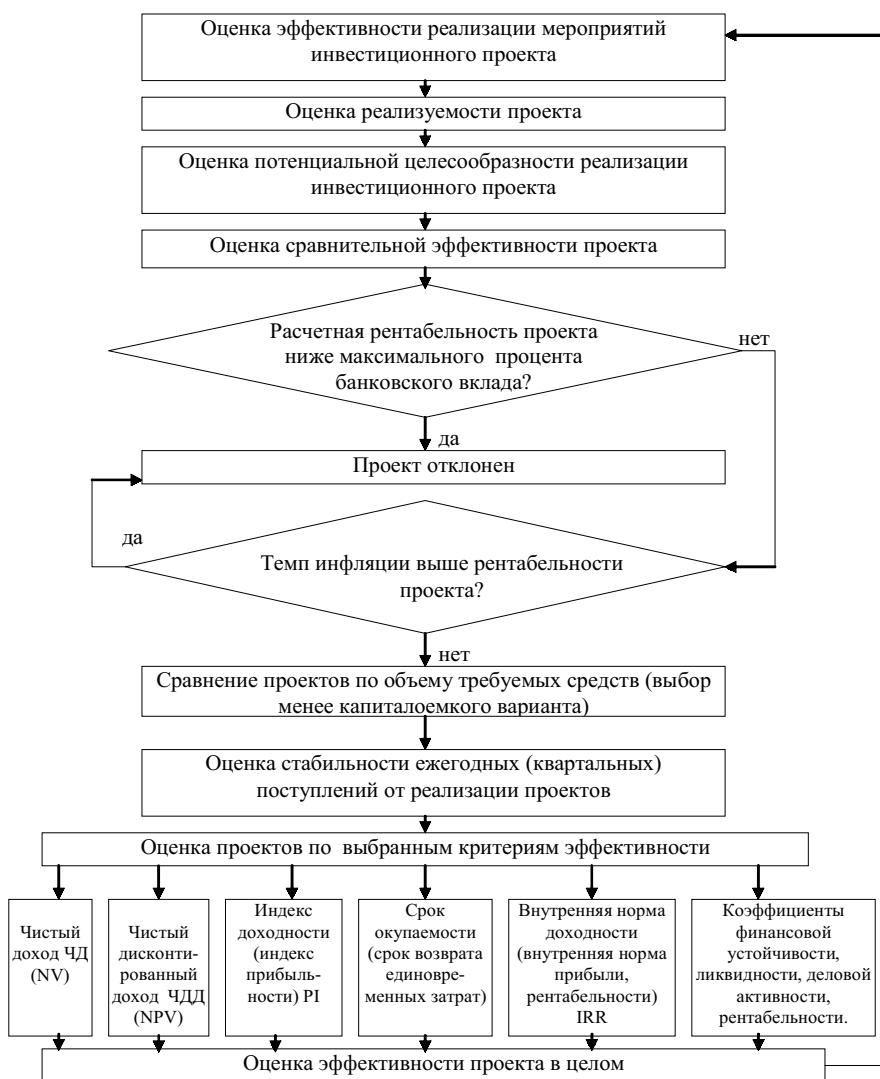 Оценка эффективности реализации мероприятий
инвестиционного проекта
Оценка реализуемости проекта
Оценка потенциальной целесообразности реализации
инвестиционного проекта
Оценка сравнительной эффективности проекта
Расчетная рентабельность проекта
ниже максимального процента
банковского вклада?
нет
да
Проект отклонен
да
Темп инфляции выше рентабельности
проекта?
нет
Сравнение проектов по объему требуемых средств (выбор
менее капиталоемкого варианта)
Оценка стабильности ежегодных (квартальных)
поступлений от реализации проектов
Оценка проектов по выбранным критериям эффективности
Чистый
доход ЧД
(NV)
Чистый
дисконти-
рованный
доход ЧДД
(NPV)
Индекс
доходности
(индекс
прибыль-
ности) PI
Срок
окупаемости
(срок возврата
единовре-
менных затрат)
Внутренняя норма
доходности
(внутренняя норма
прибыли,
рентабельности)
IRR
Коэффициенты
финансовой
устойчивости,
ликвидности, деловой
активности,
рентабельности.
Оценка эффективности проекта в целом